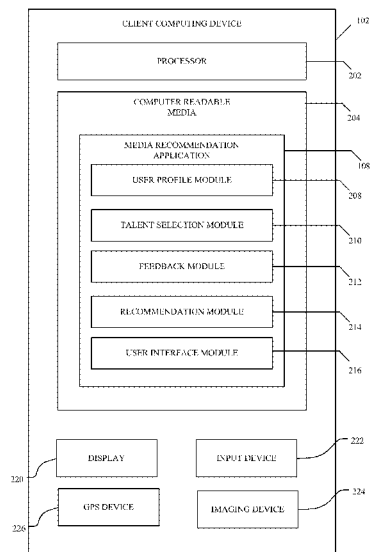 CLIENT COMPUTING DEVICE
102
PROCESSOR
202
COMPUTER READABLE
MEDIA
204
MEDIA RECOMMENDATION
APPLICATION
108
USER PROFILE MODULE
208
TALENT SELECTION MODULE
210
FEEDBACK MODULE
212
RECOMMENDATION MODULE
214
USER INTERFACE MODULE
216
DISPLAY
220
INPUT DEVICE
222
GPS DEVICE
226
IMAGING DEVICE
224